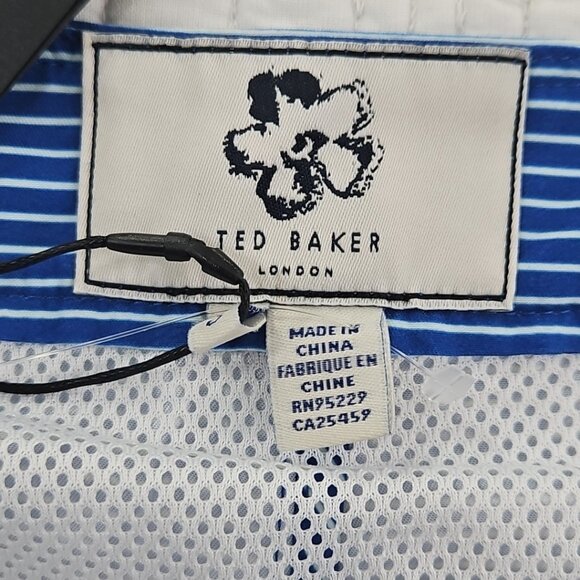 TED BAKER
LONDON
MADE IN
CHINA
FABRIQUE EN
CHINE
RN95229
CA25459